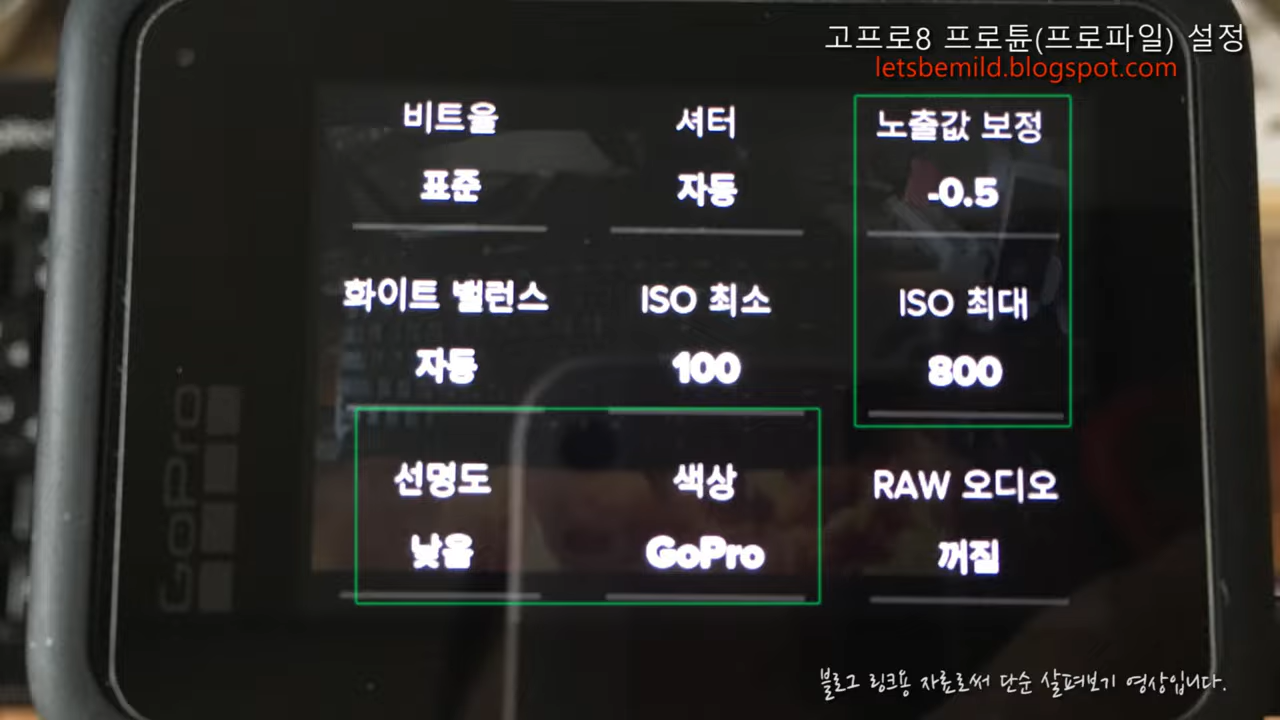 고프로8 프로튠(프로파일) 설정
letsbemild.blogspot.com
비트율 셔터 노출값 보정
표준 자동 -0.5
화이트 밸런스 ISO 최소 ISO 최대
자동 100 800
선명도 색상 RAW 오디오
낮음 GoPro 꺼짐
GoPro
블로그 링크용 자료로써 단순 살펴보기 영상입니다.